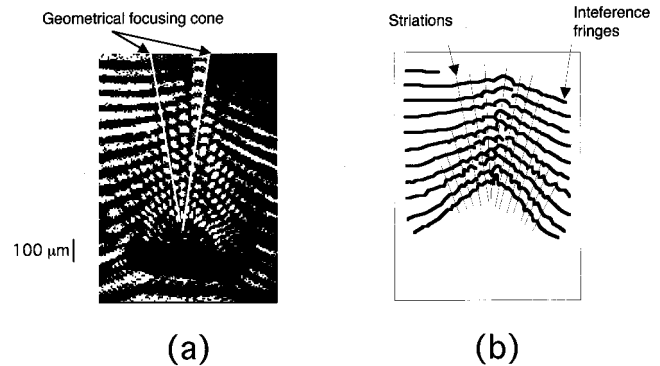 Geometrical focusing cone
100 μm
(a)
Striations
Inteference
fringes
(b)